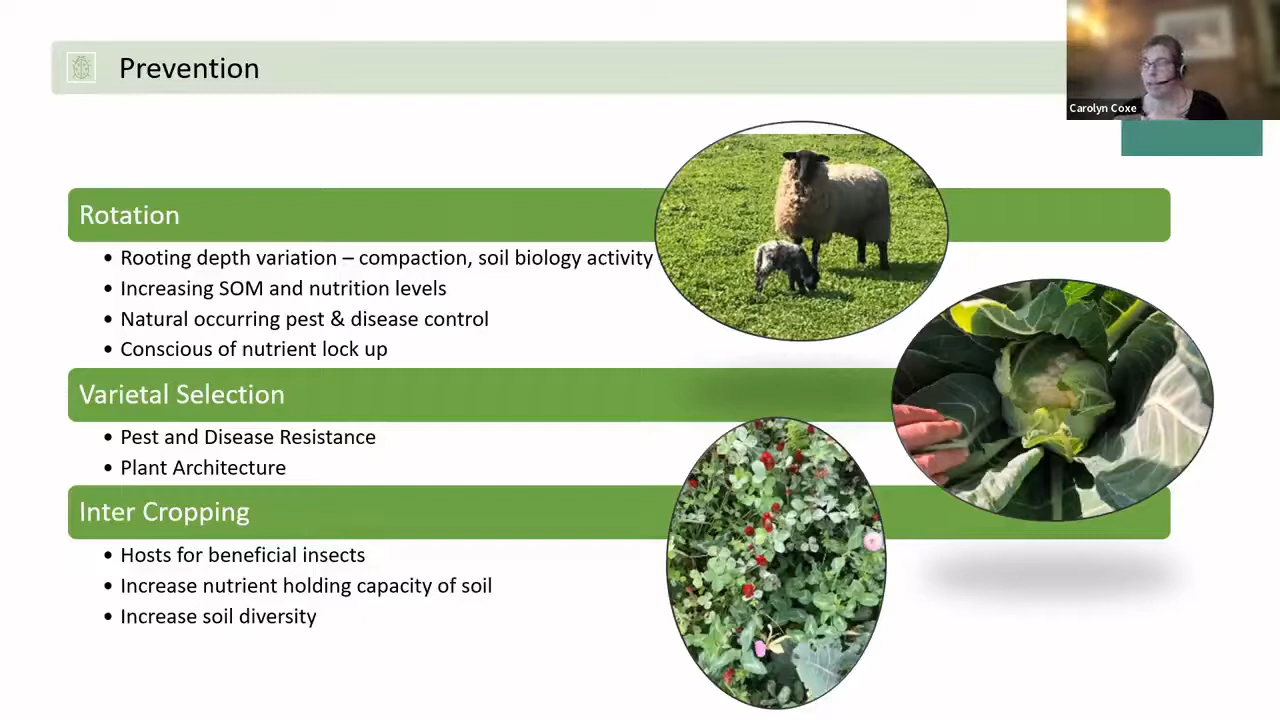 Prevention
Carolyn Coxe
Rotation
• Rooting depth variation – compaction, soil biology activity
• Increasing SOM and nutrition levels
• Natural occurring pest & disease control
• Conscious of nutrient lock up
Varietal Selection
• Pest and Disease Resistance
• Plant Architecture
Inter Cropping
• Hosts for beneficial insects
• Increase nutrient holding capacity of soil
• Increase soil diversity